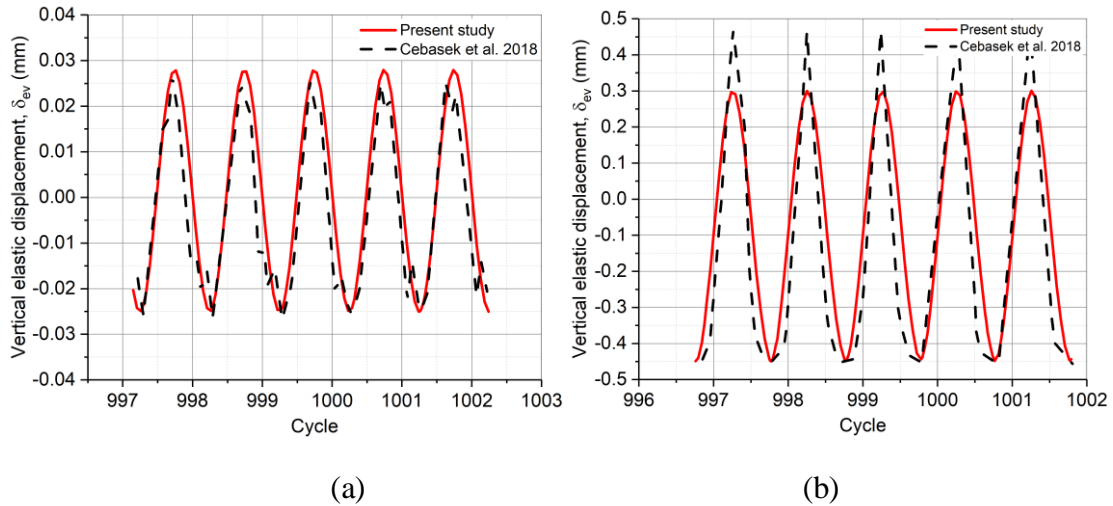 0.04
0.03
0.02
0.01
0.00
-0.01
-0.02
-0.03
-0.04
Vertical elastic displacement, δev (mm)
Present study
Cebasek et al. 2018
997 998 999 1000 1001 1002 1003
Cycle
(a)
0.5
0.4
0.3
0.2
0.1
0.0
-0.1
-0.2
-0.3
-0.4
-0.5
Vertical elastic displacement, δev (mm)
Present study
Cebasek et al. 2018
996 997 998 999 1000 1001 1002
Cycle
(b)